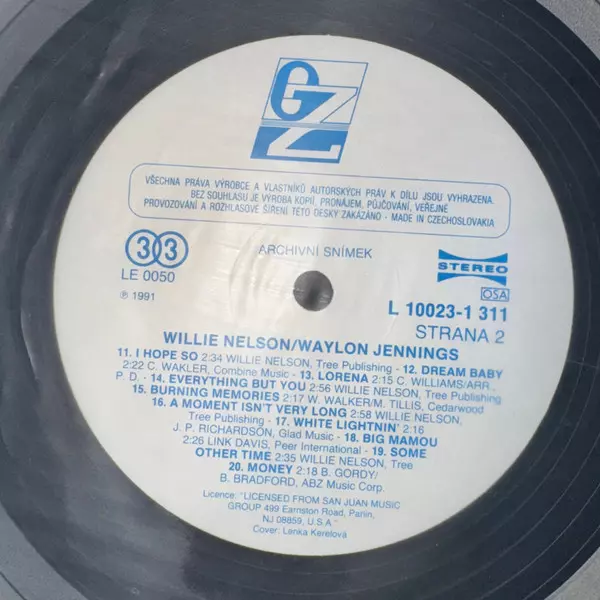 GZ
VŠECHNA PRÁVA VÝROBCE A VLASTNÍKŮ AUTORSKÝCH PRÁV K DÍLU JSOU VYHRAZENA.
BEZ SOUHLASU JE VÝROBA KOPIÍ, PRONÁJEM, PŮJČOVÁNÍ, VEŘEJNÉ
PROVOZOVÁNÍ A ROZHLASOVÉ ŠÍŘENÍ TÉTO DESKY ZAKÁZÁNO - MADE IN CZECHOSLOVAKIA
33
ARCHIVNÍ SNÍMEK
STEREO
LE 0050
OSA
℗ 1991
L 10023-1 311
STRANA 2
WILLIE NELSON/WAYLON JENNINGS
11. I HOPE SO 2:34 WILLIE NELSON, Tree Publishing - 12. DREAM BABY
2:22 C. WAKLER, Combine Music - 13. LORENA 2:15 C. WILLIAMS/ARR.,
P. D. - 14. EVERYTHING BUT YOU 2:56 WILLIE NELSON, Tree Publishing
15. BURNING MEMORIES 2:17 W. WALKER/M. TILLIS, Cedarwood
16. A MOMENT ISN'T VERY LONG 2:58 WILLIE NELSON,
Tree Publishing - 17. WHITE LIGHTNIN' 2:16
J. P. RICHARDSON, Glad Music - 18. BIG MAMOU
2:26 LINK DAVIS, Peer International - 19. SOME
OTHER TIME 2:35 WILLIE NELSON, Tree
20. MONEY 2:18 B. GORDY/
B. BRADFORD, ABZ Music Corp.
Licence: "LICENSED FROM SAN JUAN MUSIC
GROUP 499 Earnston Road, Parlin,
NJ 08859, U.S.A."
Cover: Lenka Kerelová